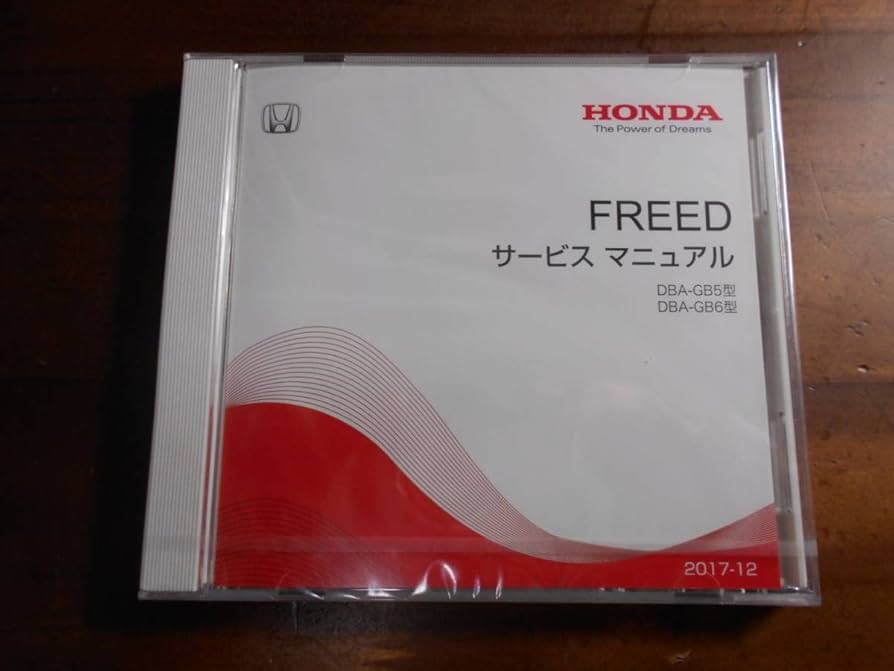 HONDA
The Power of Dreams
FREED
サービス マニュアル
DBA-GB5型
DBA-GB6型
2017-12